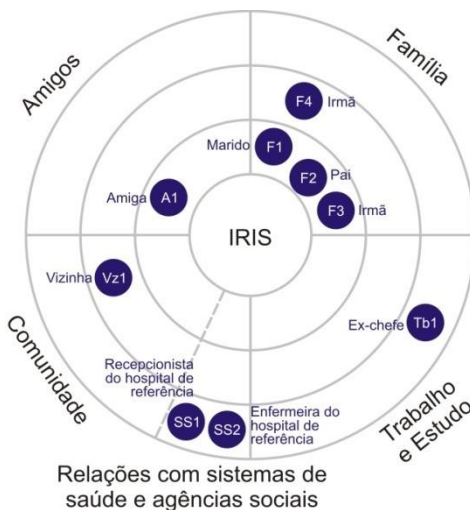 Amigos
Família
F4 Irmã
Marido F1
F2 Pai
Amiga A1
F3 Irmã
IRIS
Vizinha Vz1
Ex-chefe Tb1
Comunidade
Recepcionista
do hospital de
referência
SS1
SS2
Enfermeira do
hospital de
referência
Trabalho
e Estudo
Relações com sistemas de
saúde e agências sociais